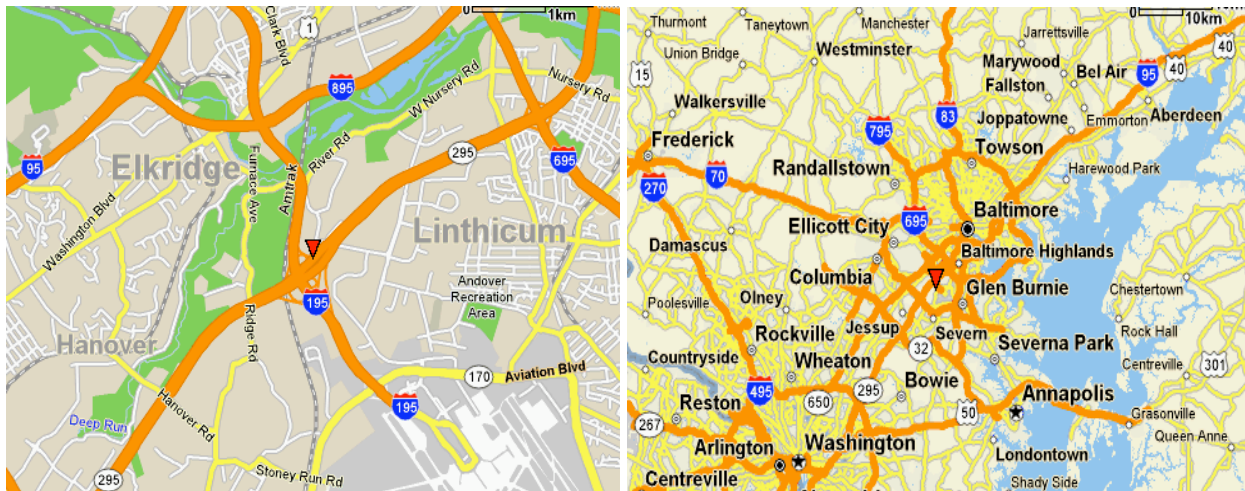 0
1km
Clark Blvd
1
895
W Nursery Rd
Nursery Rd
River Rd
295
695
95
Elkridge
Furnace Ave
Amtrak
Washington Blvd
Linthicum
Andover
Recreation
Area
195
Ridge Rd
Hanover
170
Aviation Blvd
195
Hanover Rd
Deep Run
Stoney Run Rd
295
0
10km
Thurmont
Taneytown
Manchester
Jarrettsville
Union Bridge
Westminster
40
15
Marywood
Bel Air
95
40
Fallston
Walkersville
83
Emmorton
Aberdeen
Joppatowne
795
Frederick
Towson
Randallstown
Harewood Park
70
270
695
Baltimore
Ellicott City
Damascus
Baltimore Highlands
Columbia
Glen Burnie
Chestertown
Poolesville
Olney
Jessup
Severn
Rock Hall
Rockville
Severna Park
32
Countryside
Wheaton
Centreville
301
Bowie
495
295
650
Annapolis
Reston
50
Grasonville
267
Queen Anne
Arlington
Washington
Londontown
Centreville
Shady Side